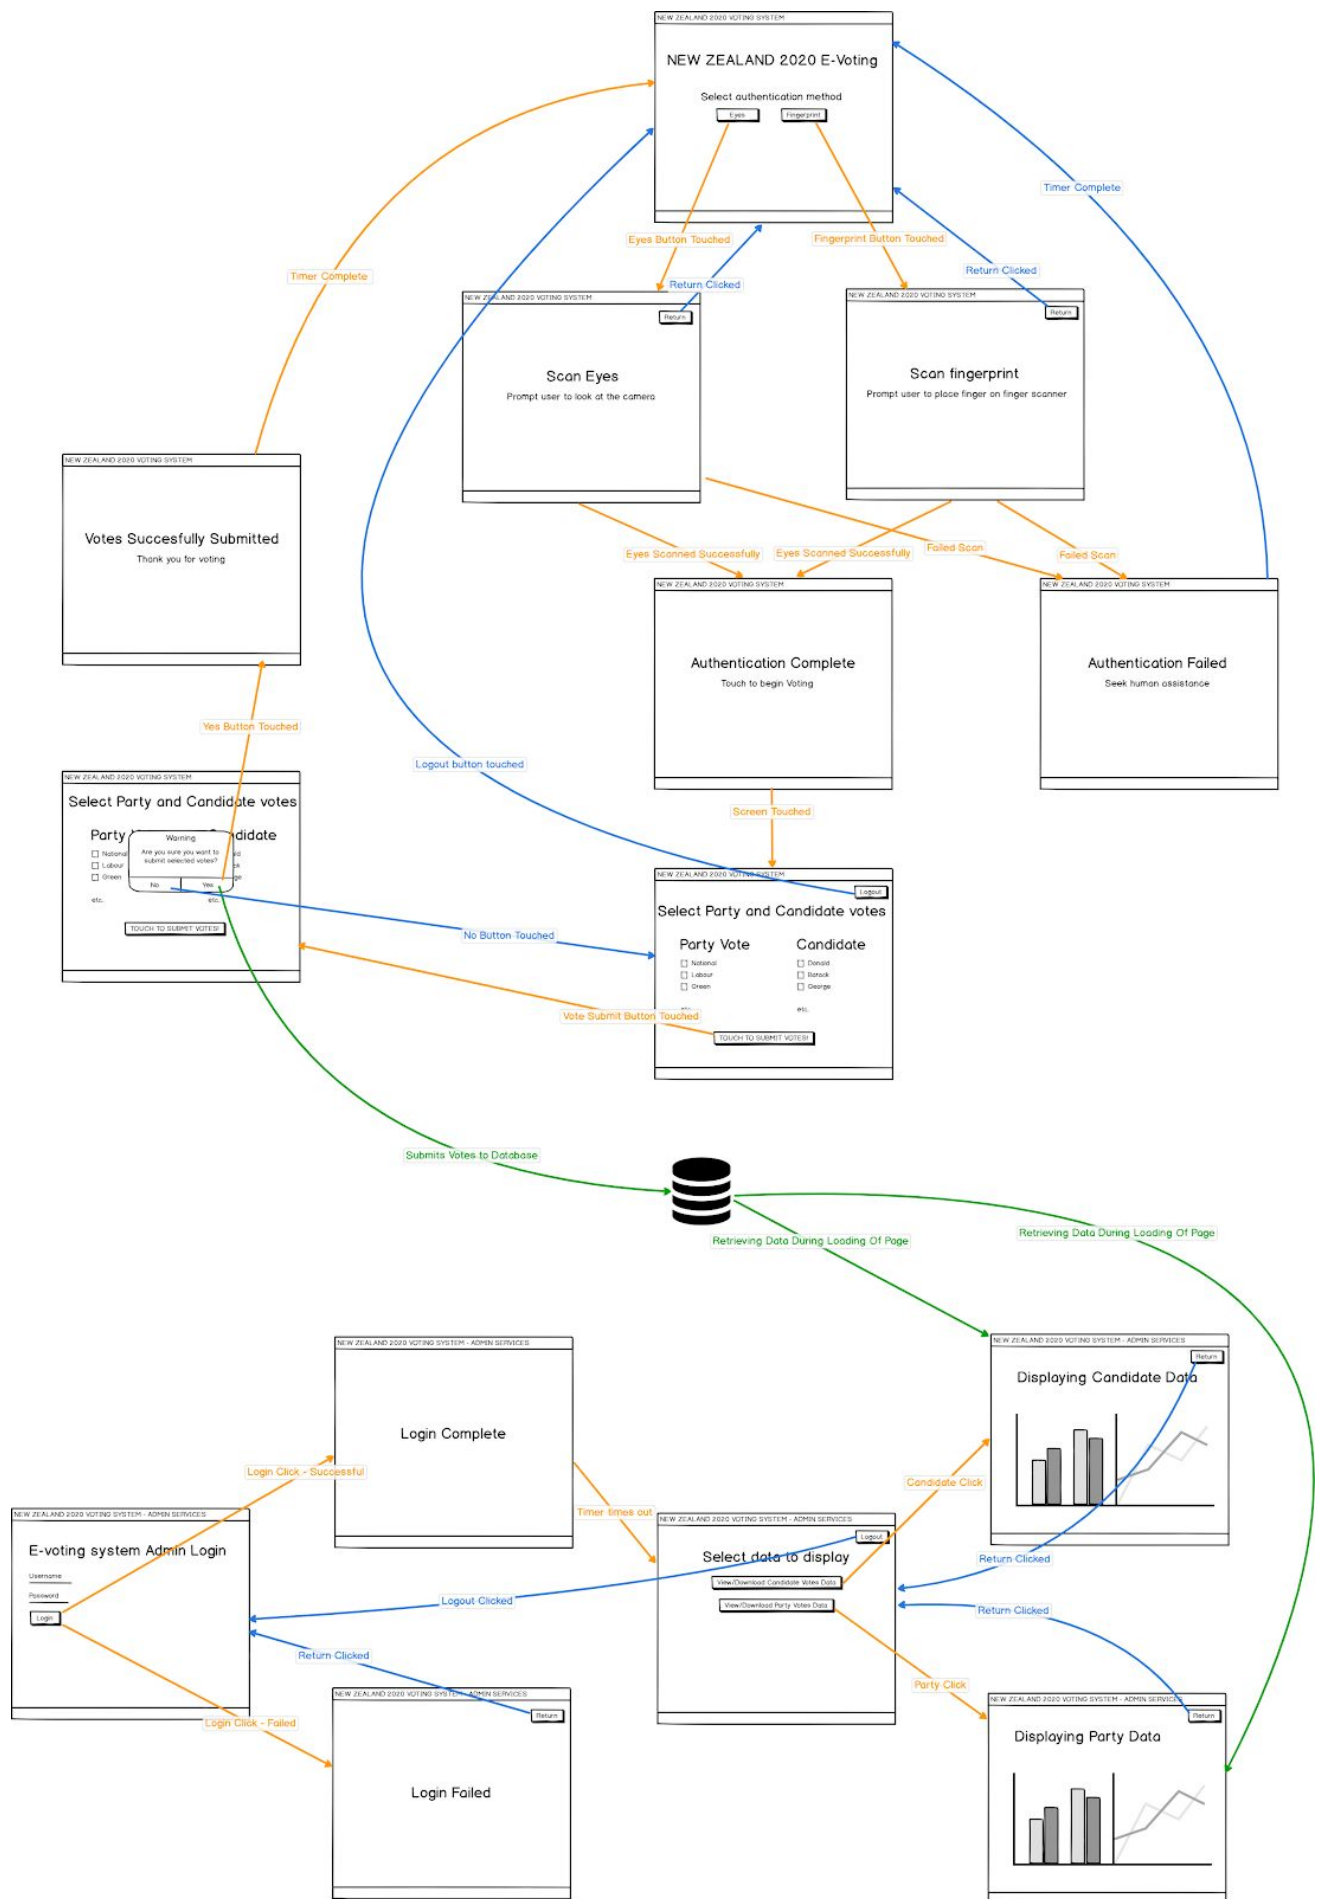 NEW ZEALAND 2020 VOTING SYSTEM
NEW ZEALAND 2020 E-Voting
Select authentication method
Eyes
Fingerprint
Timer Complete
Eyes Button Touched
Fingerprint Button Touched
Return Clicked
Return Clicked
Timer Complete
NEW ZEALAND 2020 VOTING SYSTEM
Return
Scan Eyes
Prompt user to look at the camera
NEW ZEALAND 2020 VOTING SYSTEM
Return
Scan fingerprint
Prompt user to place finger on finger scanner
NEW ZEALAND 2020 VOTING SYSTEM
Votes Succesfully Submitted
Thank you for voting
Eyes Scanned Successfully
Eyes Scanned Successfully
Failed Scan
Failed Scan
NEW ZEALAND 2020 VOTING SYSTEM
Authentication Complete
Touch to begin Voting
NEW ZEALAND 2020 VOTING SYSTEM
Authentication Failed
Seek human assistance
Yes Button Touched
Logout button touched
Screen Touched
NEW ZEALAND 2020 VOTING SYSTEM
Select Party and Candidate votes
Party
didate
National
Labour
Green
etc.
etc.
Warning
Are you sure you want to
submit selected votes?
No
Yes
TOUCH TO SUBMIT VOTES!
No Button Touched
Vote Submit Button Touched
NEW ZEALAND 2020 VOTING SYSTEM
Logout
Select Party and Candidate votes
Party Vote
Candidate
National
Labour
Green
Donald
Barack
George
etc.
etc.
TOUCH TO SUBMIT VOTES!
Submits Votes to Database
Retrieving Data During Loading Of Page
Retrieving Data During Loading Of Page
NEW ZEALAND 2020 VOTING SYSTEM - ADMIN SERVICES
Login Complete
NEW ZEALAND 2020 VOTING SYSTEM - ADMIN SERVICES
Return
Displaying Candidate Data
Login Click - Successful
Timer times out
Candidate Click
NEW ZEALAND 2020 VOTING SYSTEM - ADMIN SERVICES
E-voting system Admin Login
Username
Password
Login
NEW ZEALAND 2020 VOTING SYSTEM - ADMIN SERVICES
Logout
Select data to display
View/Download Candidate Votes Data
View/Download Party Votes Data
Return Clicked
Logout Clicked
Return Clicked
Return Clicked
Party Click
Login Click - Failed
NEW ZEALAND 2020 VOTING SYSTEM - ADMIN SERVICES
Return
Login Failed
NEW ZEALAND 2020 VOTING SYSTEM - ADMIN SERVICES
Return
Displaying Party Data